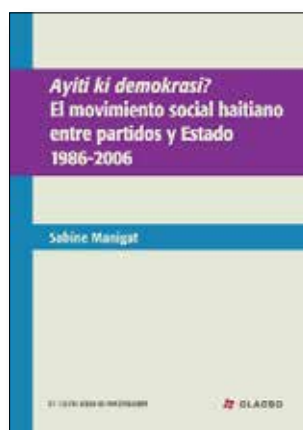 Ayiti ki demokrasi?
El movimiento social haitiano
entre partidos y Estado
1986-2006
Sabine Manigat
CLACSO